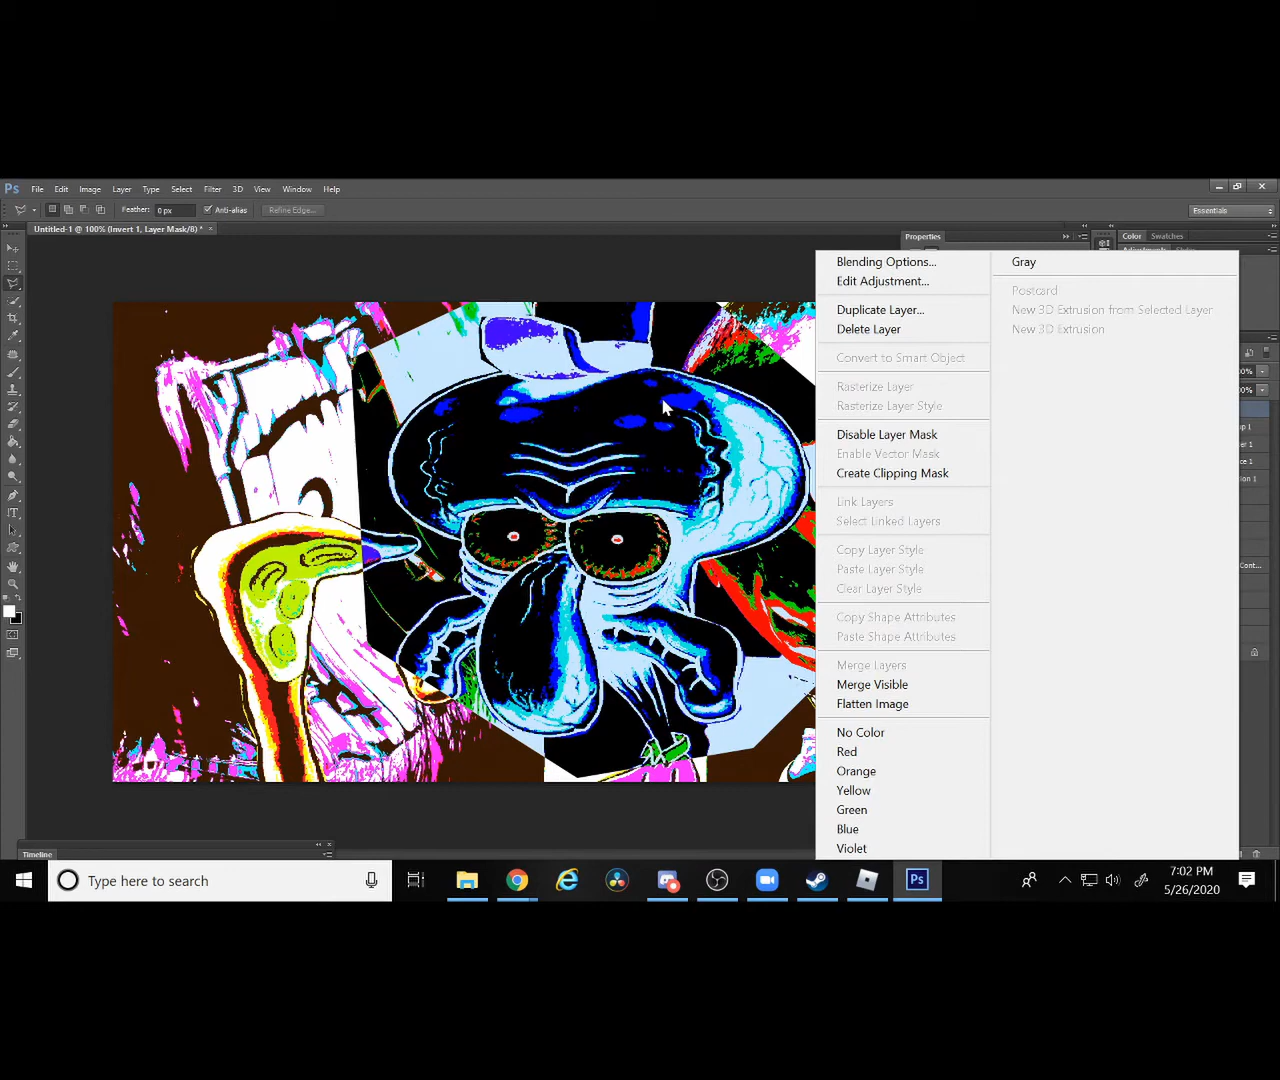 Ps File Edit Image Layer Type Select Filter 3D View Window Help
Feather: 0 px Anti-alias Refine Edge... Essentials
Untitled-1 @ 100% (Invert 1, Layer Mask/8) * ×
Properties
Color Swatches
Adjustments
Blending Options...
Edit Adjustment...
Duplicate Layer...
Delete Layer
Convert to Smart Object
Rasterize Layer
Rasterize Layer Style
Disable Layer Mask
Enable Vector Mask
Create Clipping Mask
Link Layers
Select Linked Layers
Copy Layer Style
Paste Layer Style
Clear Layer Style
Copy Shape Attributes
Paste Shape Attributes
Merge Layers
Merge Visible
Flatten Image
No Color
Red
Orange
Yellow
Green
Blue
Violet
Gray
Postcard
New 3D Extrusion from Selected Layer
New 3D Extrusion
Timeline
Type here to search
Ps
7:02 PM
5/26/2020